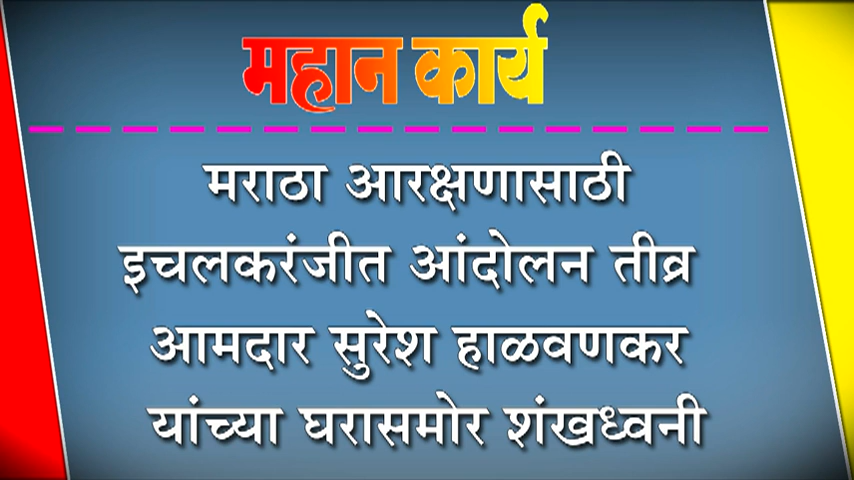 महान कार्य
मराठा आरक्षणासाठी
इचलकरंजीत आंदोलन तीव्र
आमदार सुरेश हाळवणकर
यांच्या घरासमोर शंखध्वनी